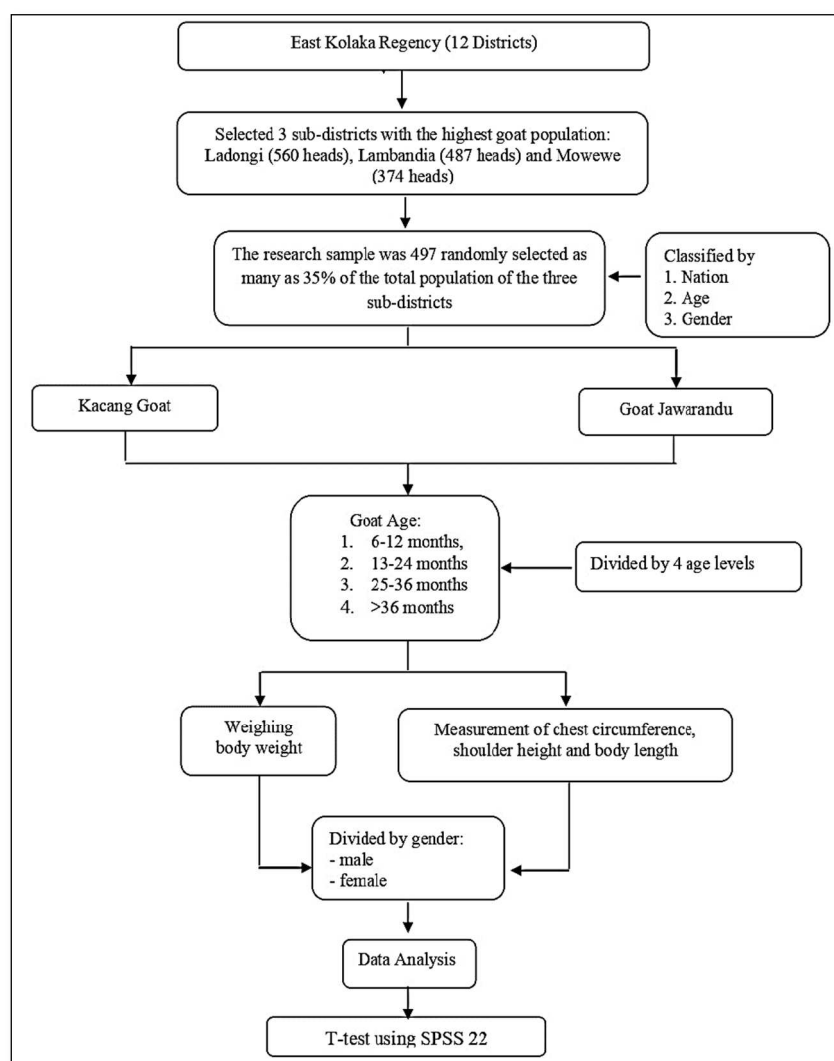 East Kolaka Regency (12 Districts)
Selected 3 sub-districts with the highest goat population:
Ladongi (560 heads), Lambandia (487 heads) and Mowewe
(374 heads)
The research sample was 497 randomly selected as
many as 35% of the total population of the three
sub-districts
Classified by
1. Nation
2. Age
3. Gender
Kacang Goat
Goat Jawarandu
Goat Age:
1. 6-12 months,
2. 13-24 months
3. 25-36 months
4. >36 months
Divided by 4 age levels
Weighing
body weight
Measurement of chest circumference,
shoulder height and body length
Divided by gender:
- male
- female
Data Analysis
T-test using SPSS 22